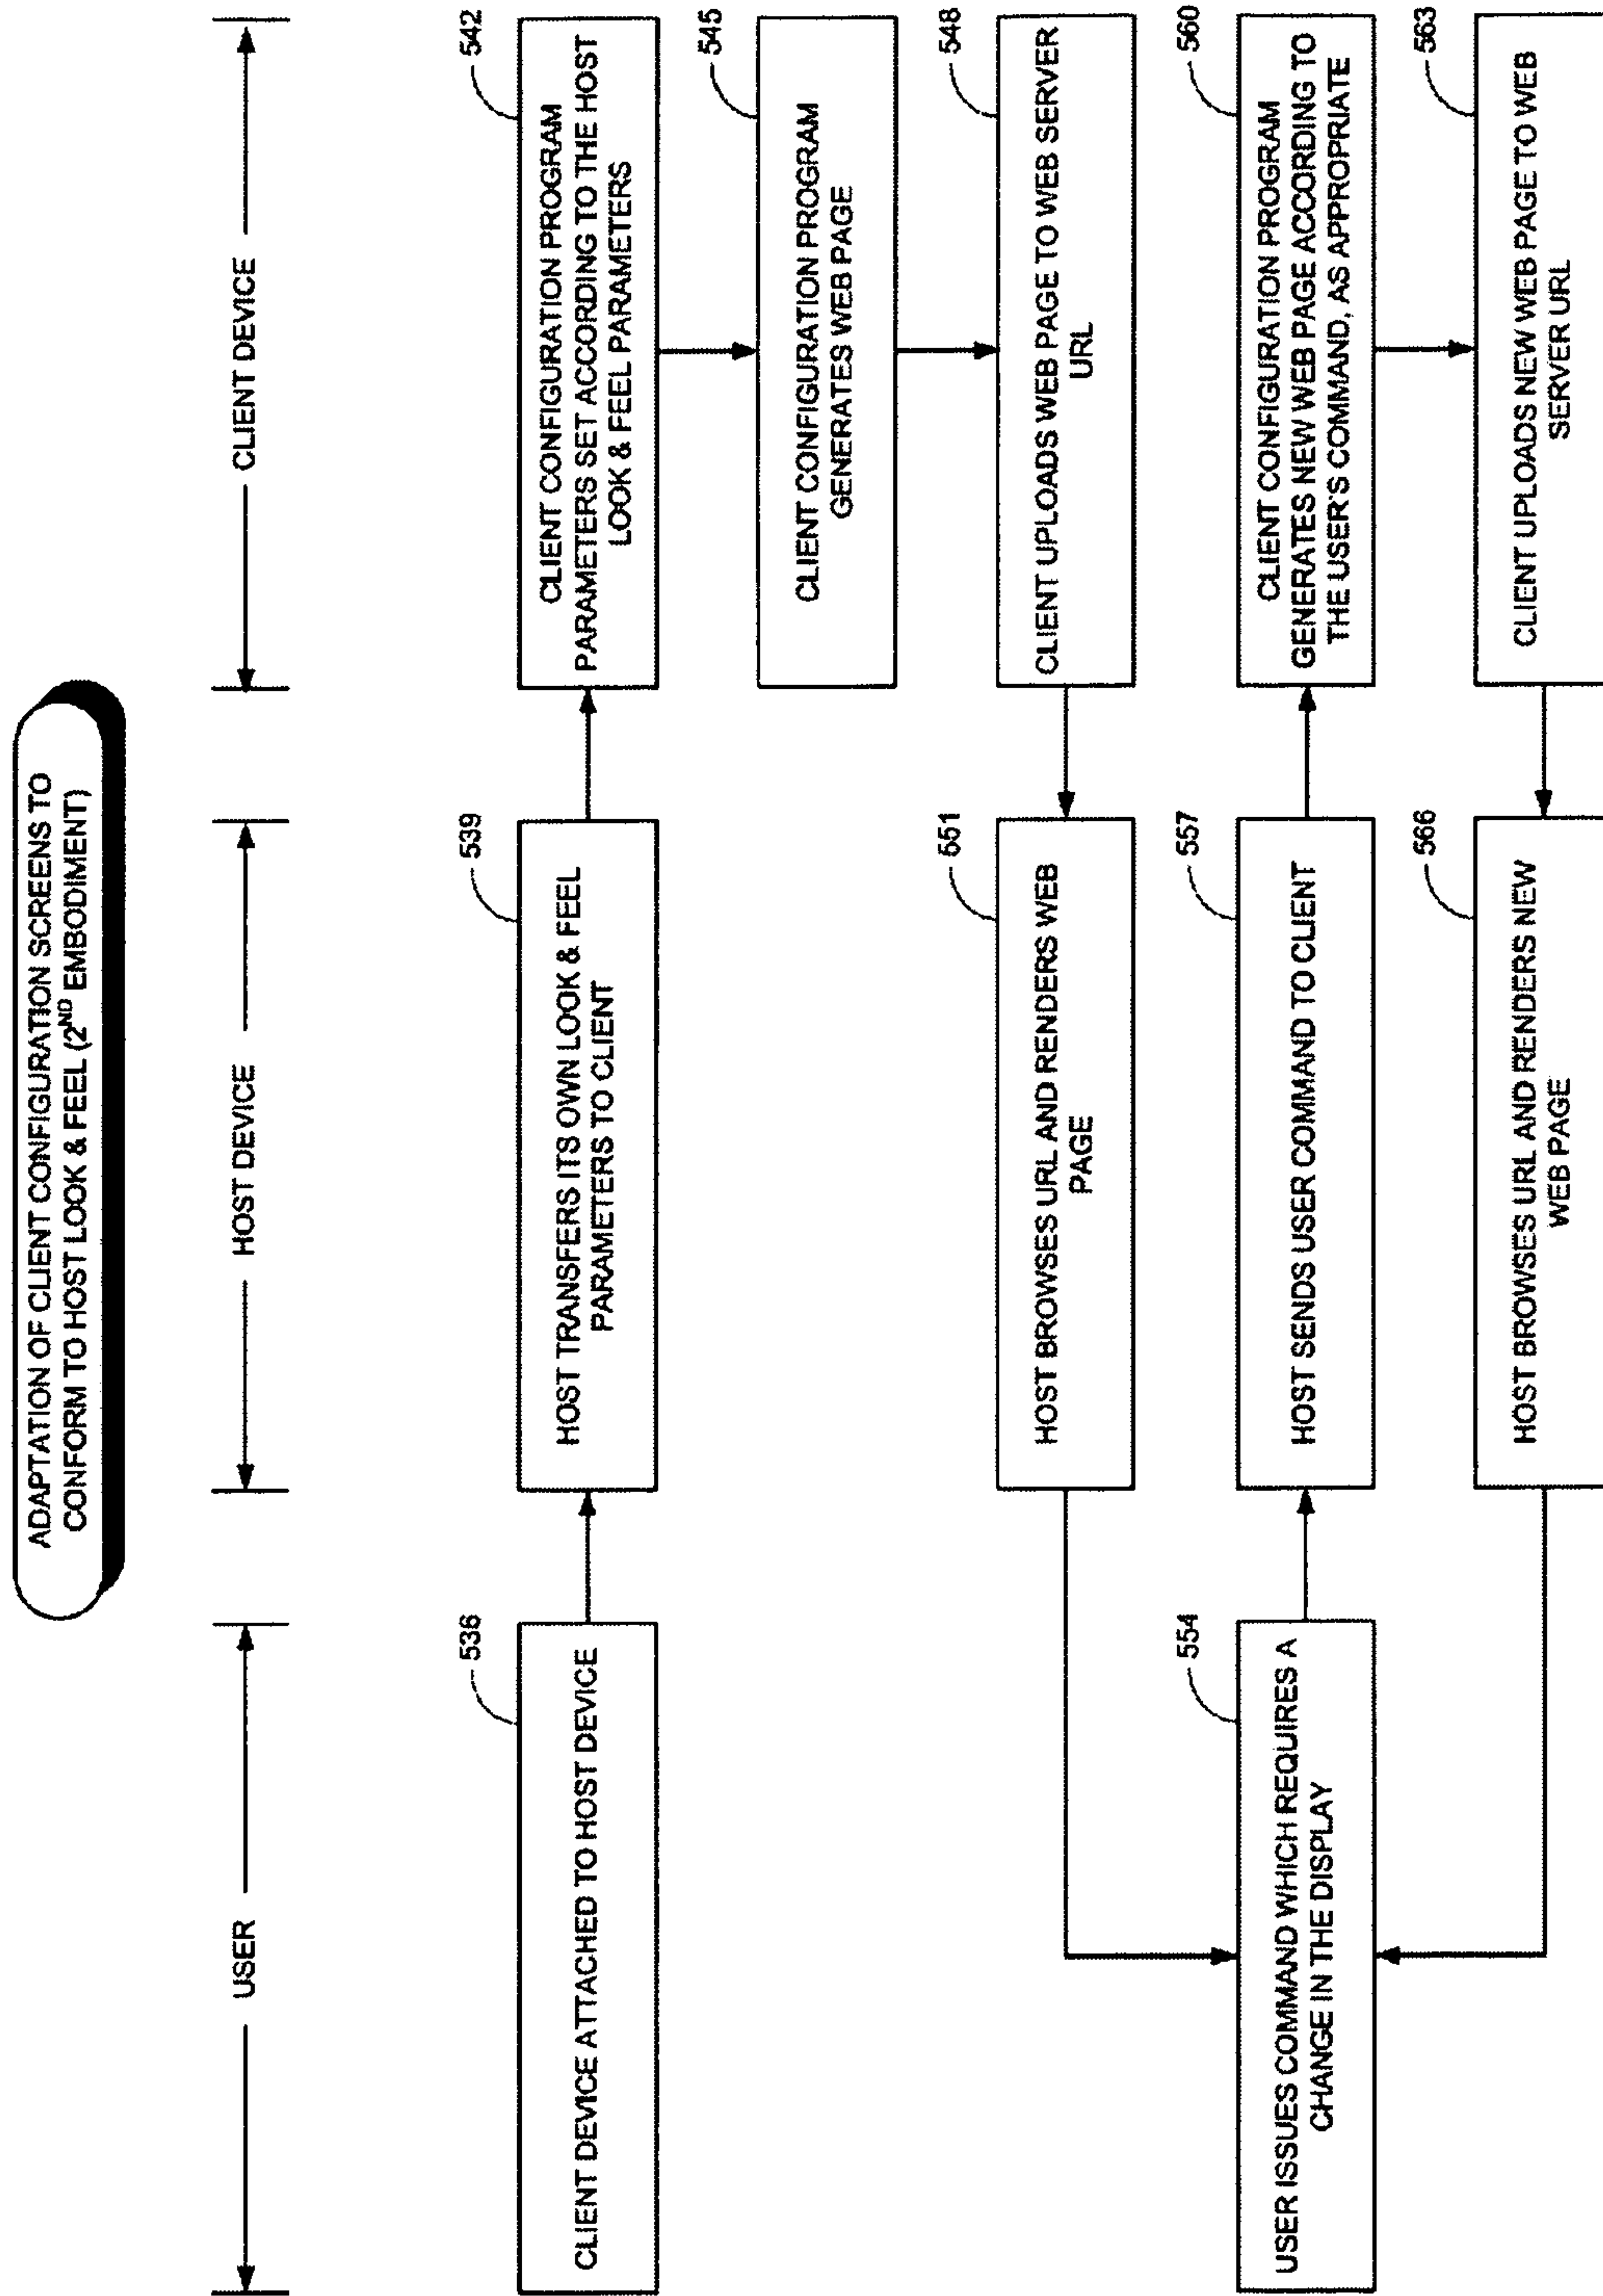 ADAPTATION OF CLIENT CONFIGURATION SCREENS TO
CONFORM TO HOST LOOK & FEEL (2ND EMBODIMENT)
USER
HOST DEVICE
CLIENT DEVICE
536
CLIENT DEVICE ATTACHED TO HOST DEVICE
539
HOST TRANSFERS ITS OWN LOOK & FEEL
PARAMETERS TO CLIENT
542
CLIENT CONFIGURATION PROGRAM
PARAMETERS SET ACCORDING TO THE HOST
LOOK & FEEL PARAMETERS
545
CLIENT CONFIGURATION PROGRAM
GENERATES WEB PAGE
548
CLIENT UPLOADS WEB PAGE TO WEB SERVER
URL
551
HOST BROWSES URL AND RENDERS WEB
PAGE
554
USER ISSUES COMMAND WHICH REQUIRES A
CHANGE IN THE DISPLAY
557
HOST SENDS USER COMMAND TO CLIENT
560
CLIENT CONFIGURATION PROGRAM
GENERATES NEW WEB PAGE ACCORDING TO
THE USER'S COMMAND, AS APPROPRIATE
563
CLIENT UPLOADS NEW WEB PAGE TO WEB
SERVER URL
566
HOST BROWSES URL AND RENDERS NEW
WEB PAGE